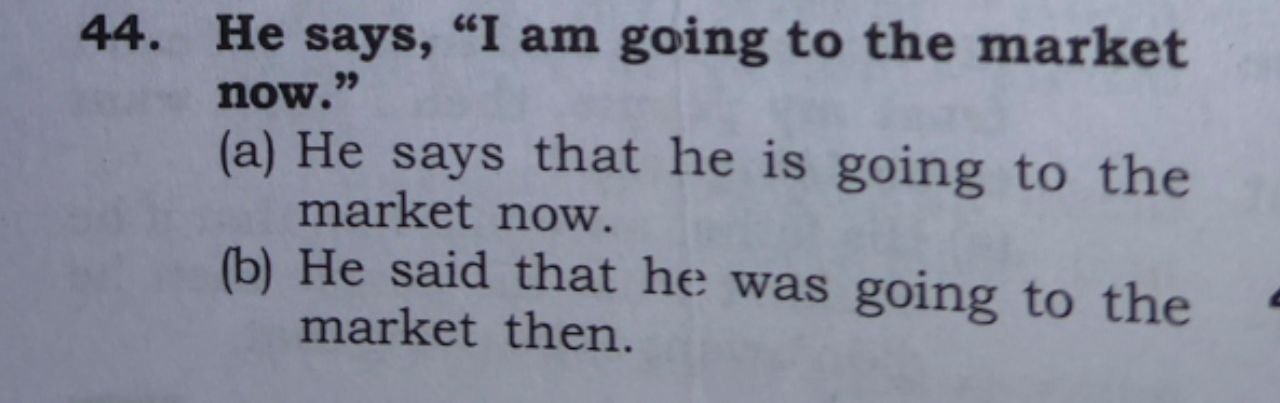 44. He says, “I am going to the market
now.”
(a) He says that he is going to the
market now.
(b) He said that he was going to the
market then.